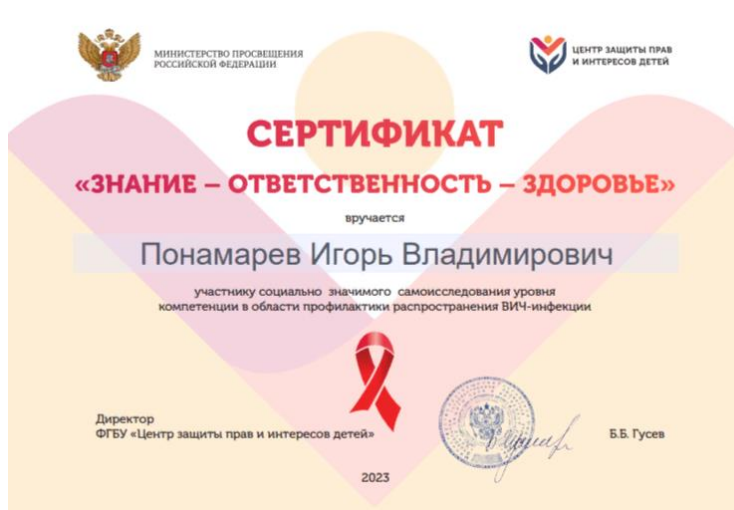 МИНИСТЕРСТВО ПРОСВЕЩЕНИЯ
РОССИЙСКОЙ ФЕДЕРАЦИИ
ЦЕНТР ЗАЩИТЫ ПРАВ
И ИНТЕРЕСОВ ДЕТЕЙ
СЕРТИФИКАТ
«ЗНАНИЕ – ОТВЕТСТВЕННОСТЬ – ЗДОРОВЬЕ»
вручается
Понамарев Игорь Владимирович
участнику социально значимого самоисследования уровня
компетенции в области профилактики распространения ВИЧ-инфекции
Директор
ФГБУ «Центр защиты прав и интересов детей»
Б.Б. Гусев
2023